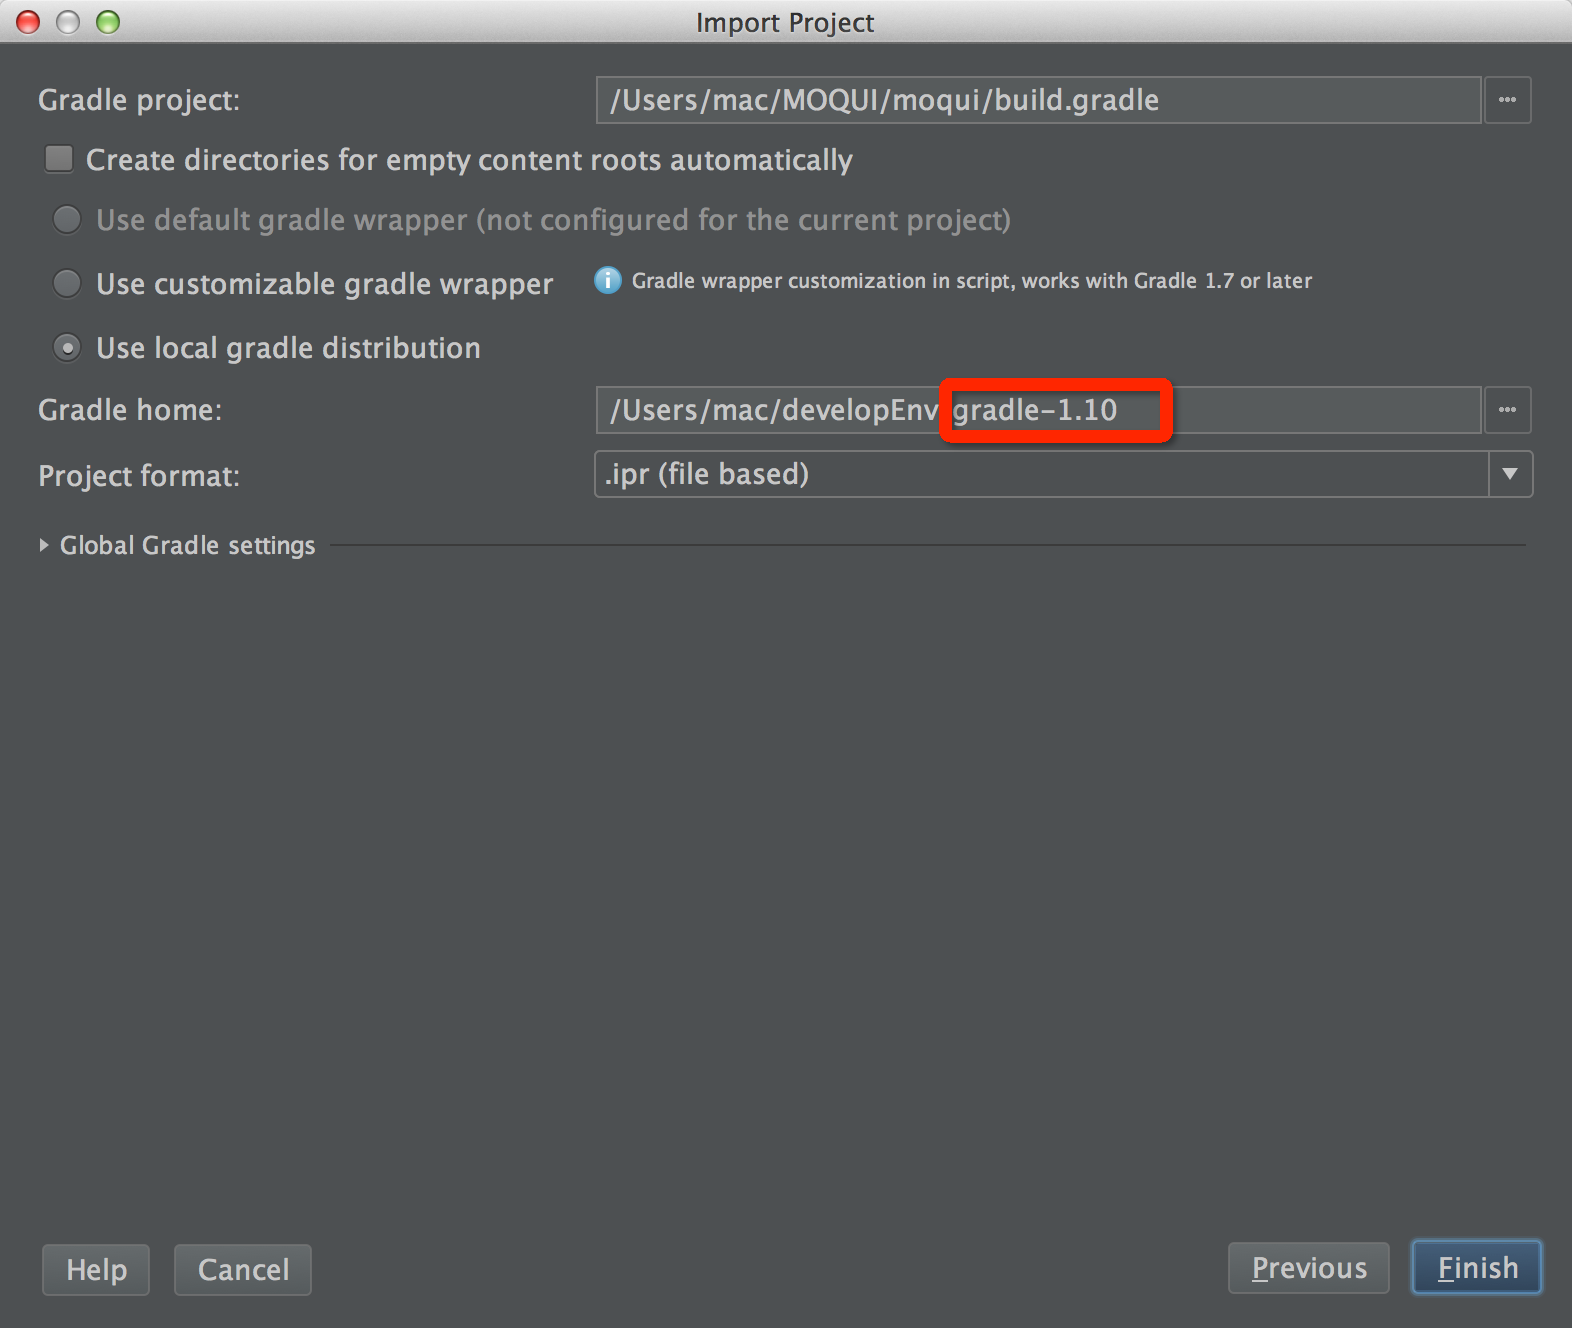 Import Project
Gradle project: /Users/mac/MOQUI/moqui/build.gradle ...
Create directories for empty content roots automatically
Use default gradle wrapper (not configured for the current project)
Use customizable gradle wrapper i Gradle wrapper customization in script, works with Gradle 1.7 or later
Use local gradle distribution
Gradle home: /Users/mac/developEnv gradle-1.10 ...
Project format: .ipr (file based)
Global Gradle settings
Help Cancel Previous Finish